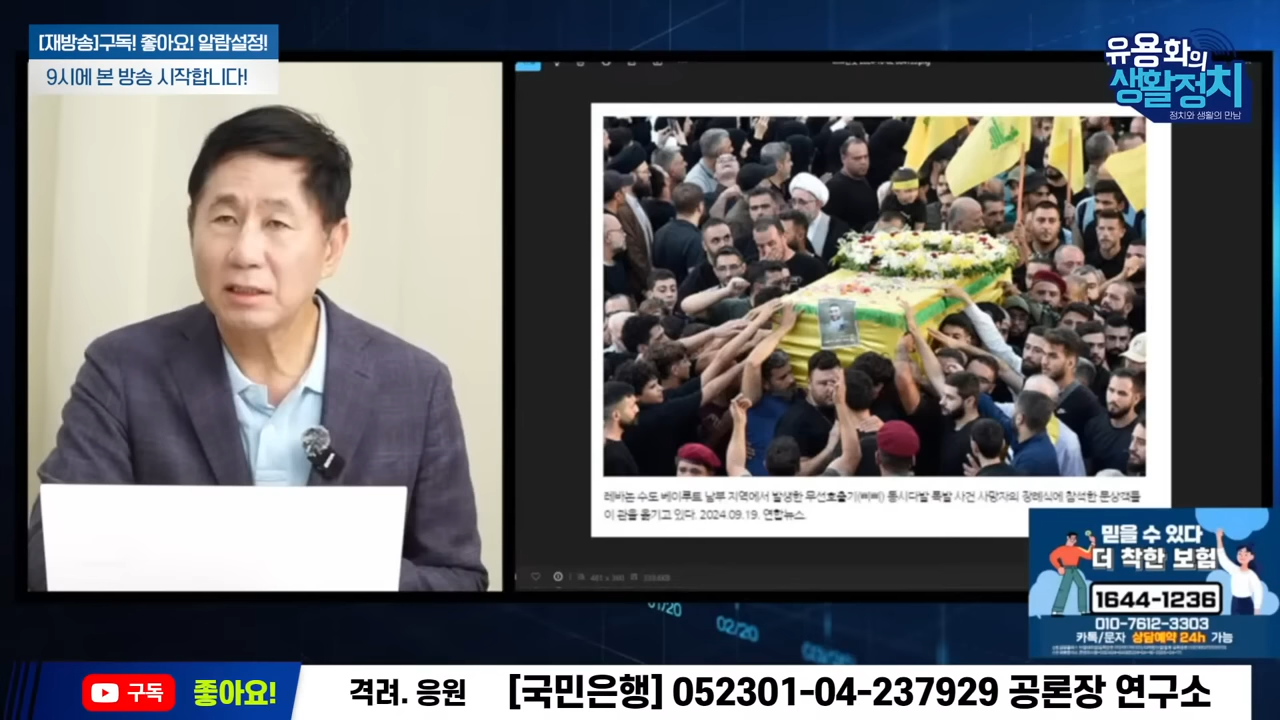 [재방송]구독! 좋아요! 알람설정!
9시에 본 방송 시작합니다!
유용화의
생활정치
정치와 생활의 만남
레바논 수도 베이루트 남부 지역에서 발생한 무선호출기(삐삐) 동시다발 폭발 사건 사망자의 장례식에 참석한 문상객들
이 관을 옮기고 있다. 2024.09.19. 연합뉴스
믿을 수 있다
더 착한 보험
1644-1236
010-7612-3303
카톡/문자 상담예약 24h 가능
01/20
02/20
구독
좋아요!
격려. 응원
[국민은행] 052301-04-237929 공론장 연구소